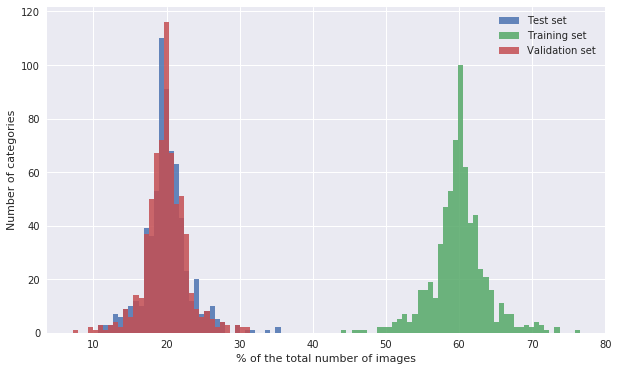 Test set
Training set
Validation set
120
100
80
60
40
20
0
Number of categories
10 20 30 40 50 60 70 80
% of the total number of images